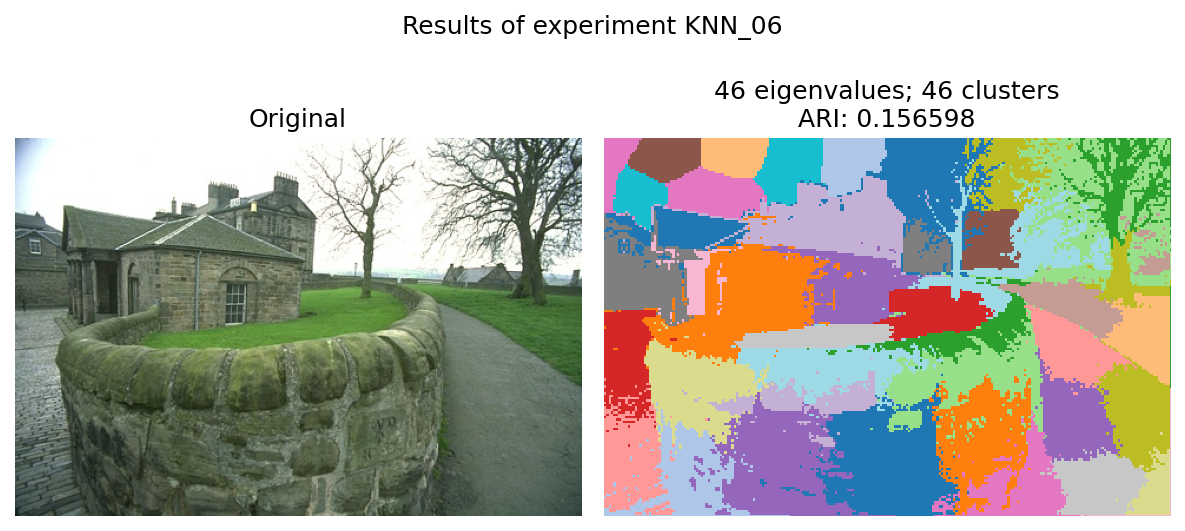 Results of experiment KNN_06
Original
46 eigenvalues; 46 clusters
ARI: 0.156598